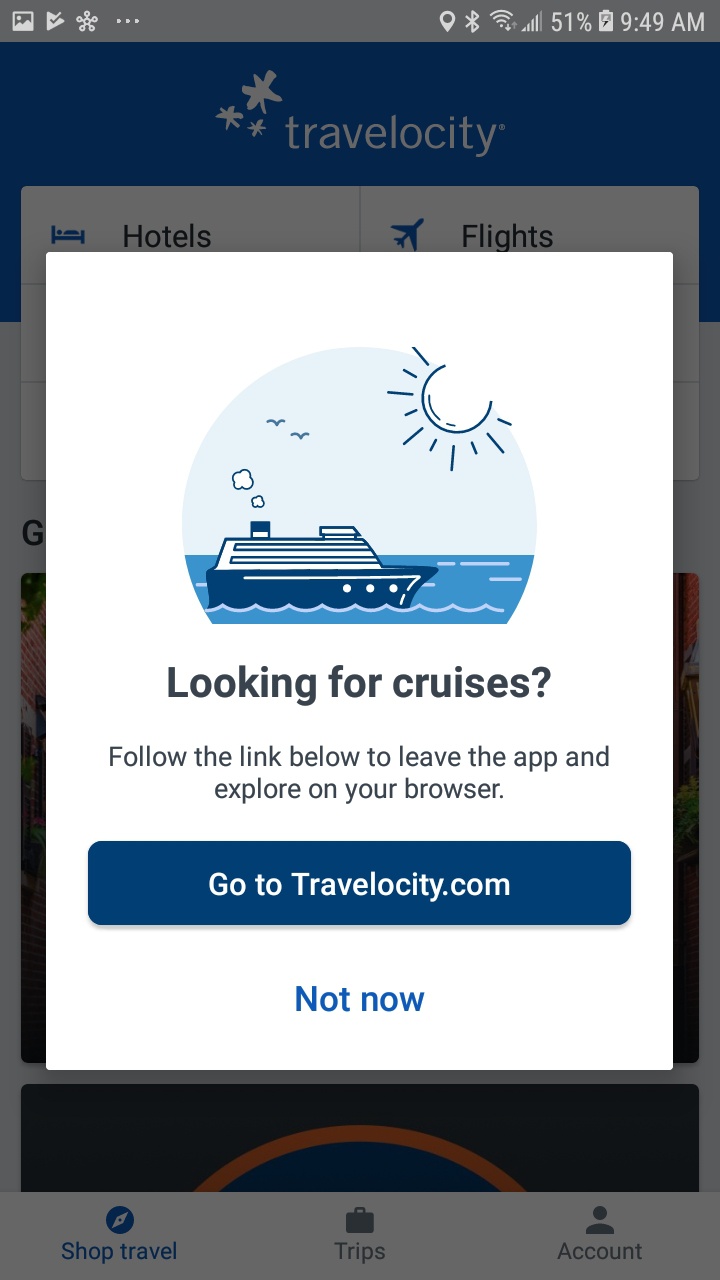 51% 9:49 AM
travelocity
Hotels
Flights
G
Looking for cruises?
Follow the link below to leave the app and
explore on your browser.
Go to Travelocity.com
Not now
Shop travel
Trips
Account